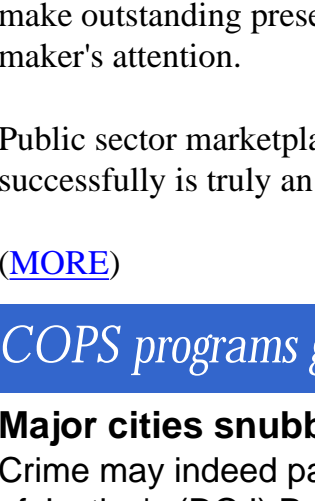 make outstanding prese
maker's attention.
Public sector marketpla
successfully is truly an
(MORE)
COPS programs g
Major cities snubb
Crime may indeed pa